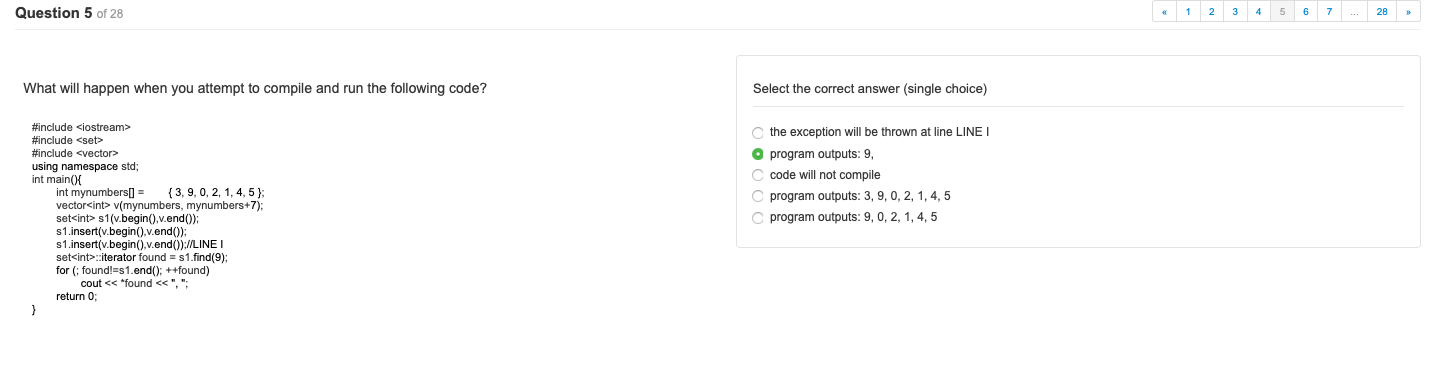 Question 5 of 28
« 1 2 3 4 5 6 7 ... 28 »
What will happen when you attempt to compile and run the following code?
#include <iostream>
#include <set>
#include <vector>
using namespace std;
int main(){
int mynumbers[] = { 3, 9, 0, 2, 1, 4, 5 };
vector<int> v(mynumbers, mynumbers+7);
set<int> s1(v.begin(),v.end());
s1.insert(v.begin(),v.end());
s1.insert(v.begin(),v.end());//LINE I
set<int>::iterator found = s1.find(9);
for (; found!=s1.end(); ++found)
cout << *found << ", ";
return 0;
}
Select the correct answer (single choice)
the exception will be thrown at line LINE I
program outputs: 9,
code will not compile
program outputs: 3, 9, 0, 2, 1, 4, 5
program outputs: 9, 0, 2, 1, 4, 5